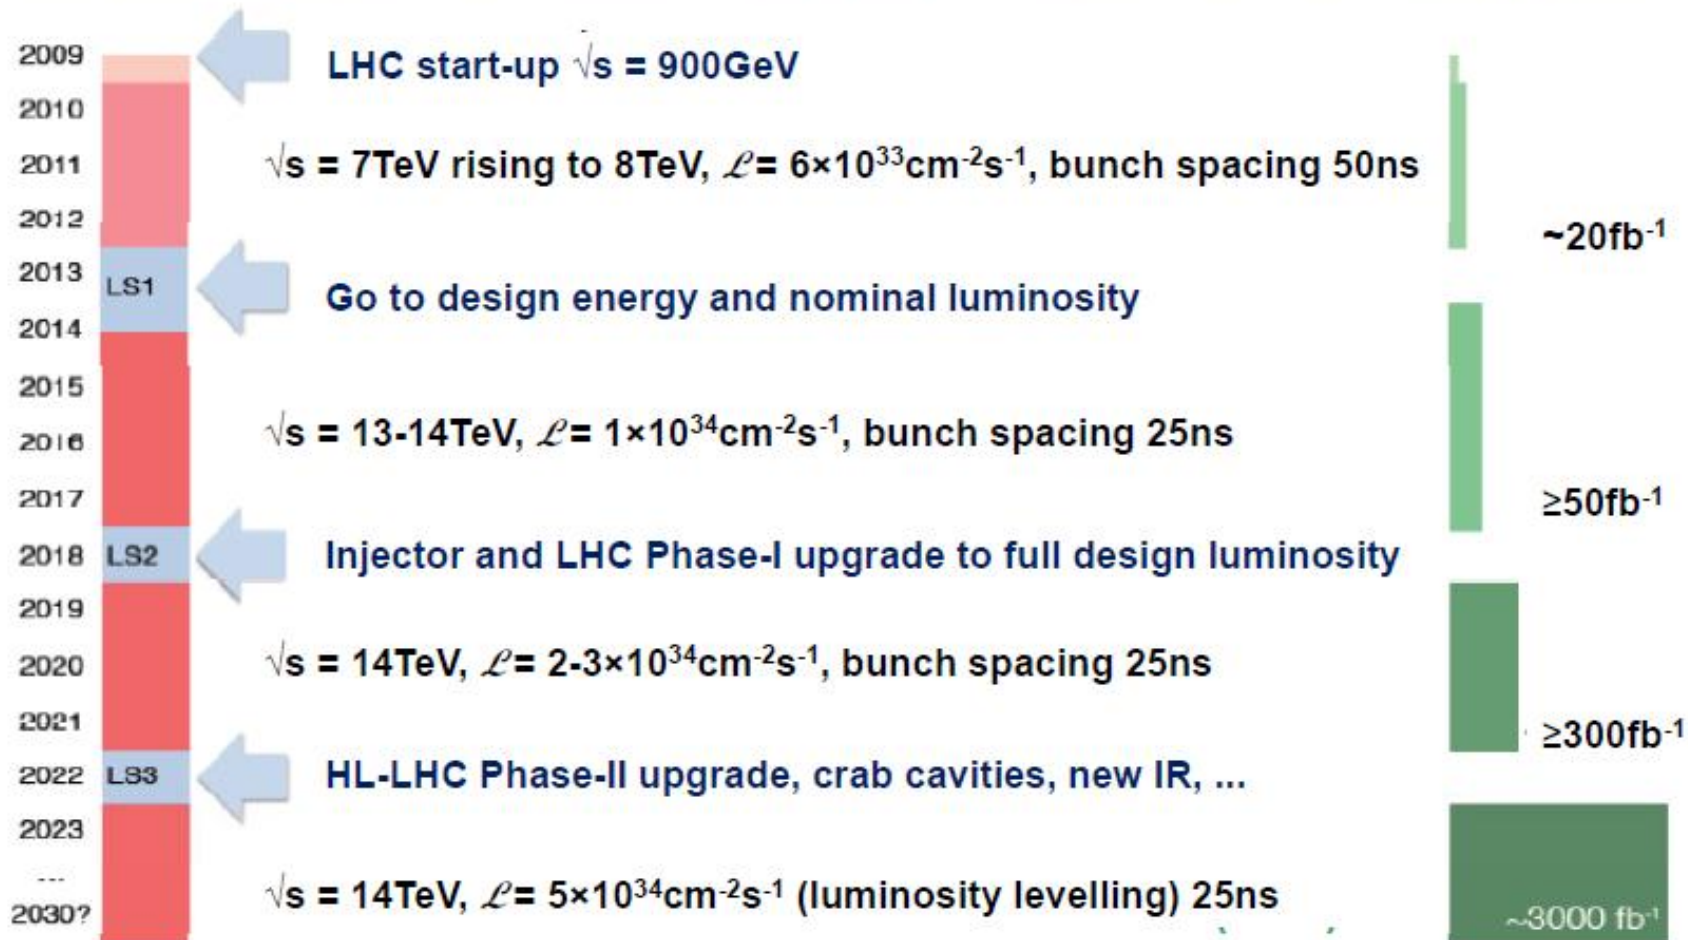 2009
LHC start-up √s = 900GeV
2010
2011
√s = 7TeV rising to 8TeV, ℒ= 6×10³³cm⁻²s⁻¹, bunch spacing 50ns
2012
~20fb⁻¹
2013
LS1
Go to design energy and nominal luminosity
2014
2015
2016
√s = 13-14TeV, ℒ= 1×10³⁴cm⁻²s⁻¹, bunch spacing 25ns
2017
≥50fb⁻¹
2018
LS2
Injector and LHC Phase-I upgrade to full design luminosity
2019
2020
√s = 14TeV, ℒ= 2-3×10³⁴cm⁻²s⁻¹, bunch spacing 25ns
2021
≥300fb⁻¹
2022
LS3
HL-LHC Phase-II upgrade, crab cavities, new IR, ...
2023
---
2030?
√s = 14TeV, ℒ= 5×10³⁴cm⁻²s⁻¹ (luminosity levelling) 25ns
~3000 fb⁻¹